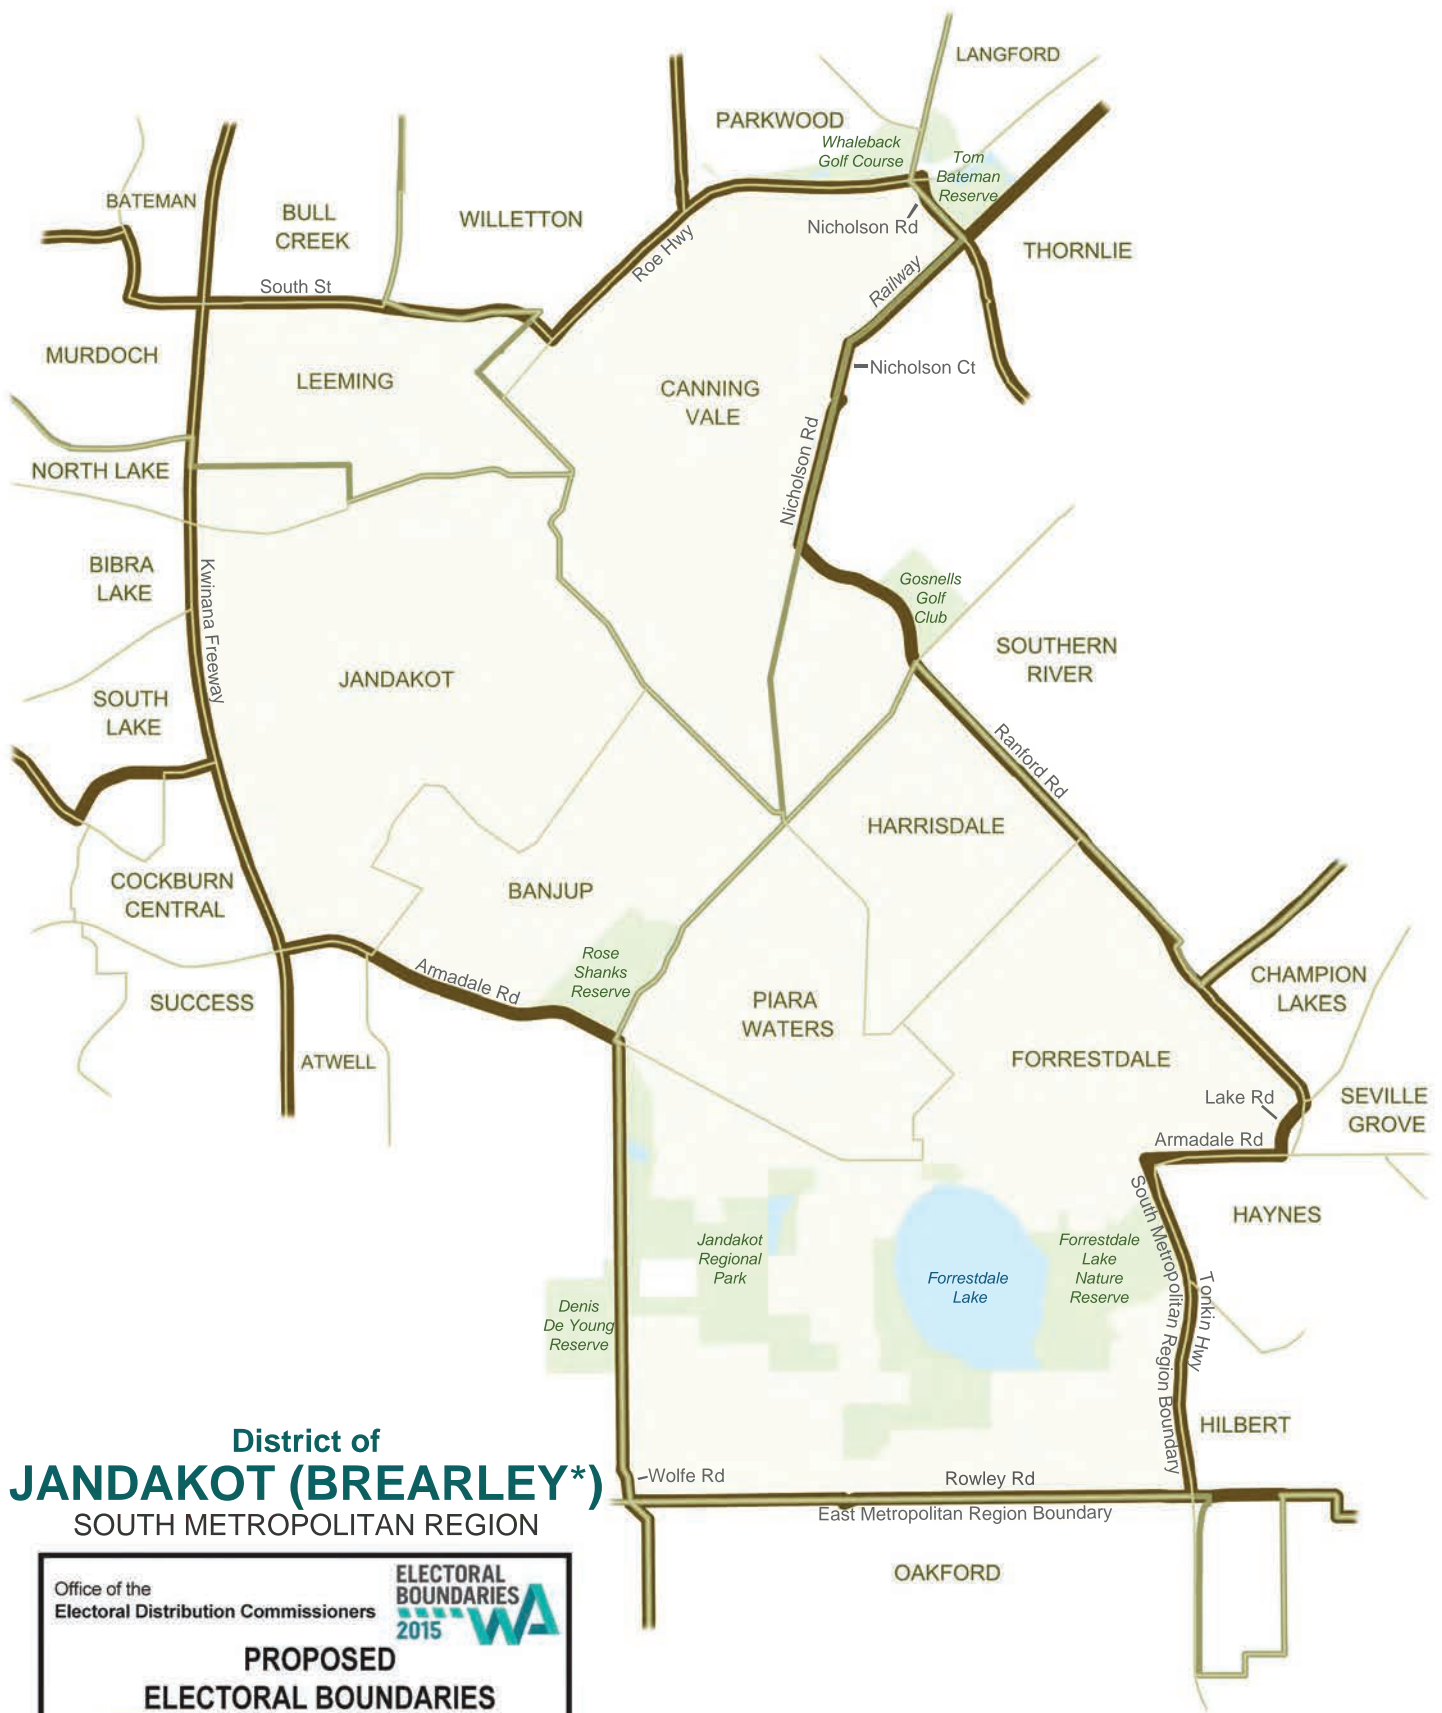 LANGFORD
PARKWOOD
Whaleback
Golf Course
Tom
Bateman
Reserve
BATEMAN
BULL
CREEK
WILLETTON
Nicholson Rd
THORNLIE
Roe Hwy
Railway
South St
MURDOCH
LEEMING
CANNING
VALE
Nicholson Ct
NORTH LAKE
Nicholson Rd
BIBRA
LAKE
Kwinana Freeway
Gosnells
Golf
Club
SOUTHERN
RIVER
JANDAKOT
SOUTH
LAKE
Ranford Rd
HARRISDALE
COCKBURN
CENTRAL
BANJUP
Rose
Shanks
Reserve
Armadale Rd
SUCCESS
PIARA
WATERS
CHAMPION
LAKES
ATWELL
FORRESTDALE
Lake Rd
SEVILLE
GROVE
Armadale Rd
HAYNES
South Metropolitan Region Boundary
Tonkin Hwy
Jandakot
Regional
Park
Forrestdale
Lake
Forrestdale
Lake
Nature
Reserve
Denis
De Young
Reserve
HILBERT
Wolfe Rd
Rowley Rd
East Metropolitan Region Boundary
OAKFORD
District of
JANDAKOT (BREARLEY*)
SOUTH METROPOLITAN REGION
Office of the
Electoral Distribution Commissioners
ELECTORAL
BOUNDARIES
2015 WA
PROPOSED
ELECTORAL BOUNDARIES